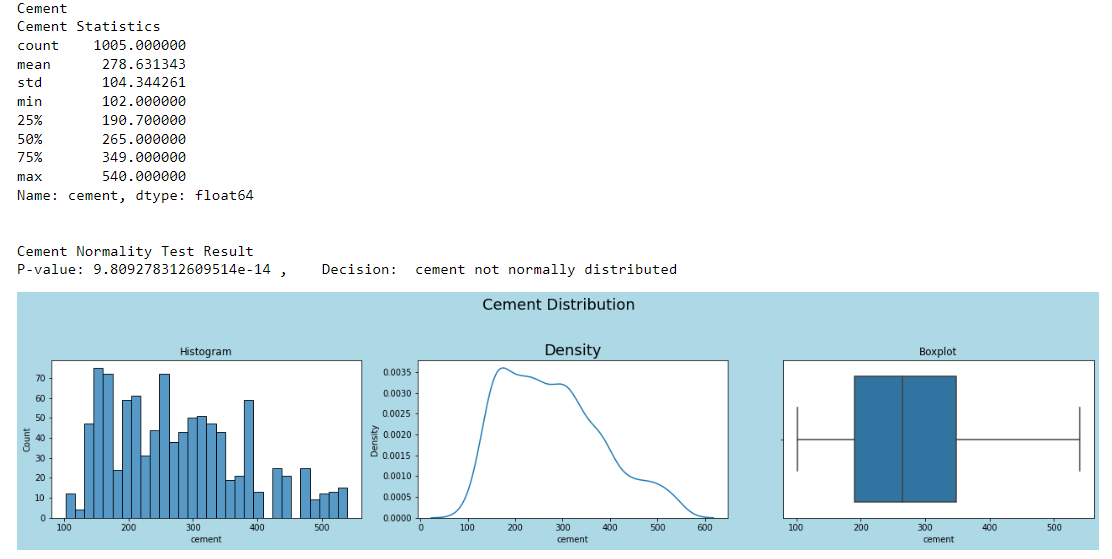 Cement
Cement Statistics
count    1005.000000
mean      278.631343
std       104.344261
min       102.000000
25%       190.700000
50%       265.000000
75%       349.000000
max       540.000000
Name: cement, dtype: float64
Cement Normality Test Result
P-value: 9.809278312609514e-14 ,    Decision:  cement not normally distributed
Cement Distribution
Histogram
Count
70
60
50
40
30
20
10
0
100 200 300 400 500
cement
Density
Density
0.0035
0.0030
0.0025
0.0020
0.0015
0.0010
0.0005
0.0000
0 100 200 300 400 500 600
cement
Boxplot
100 200 300 400 500
cement